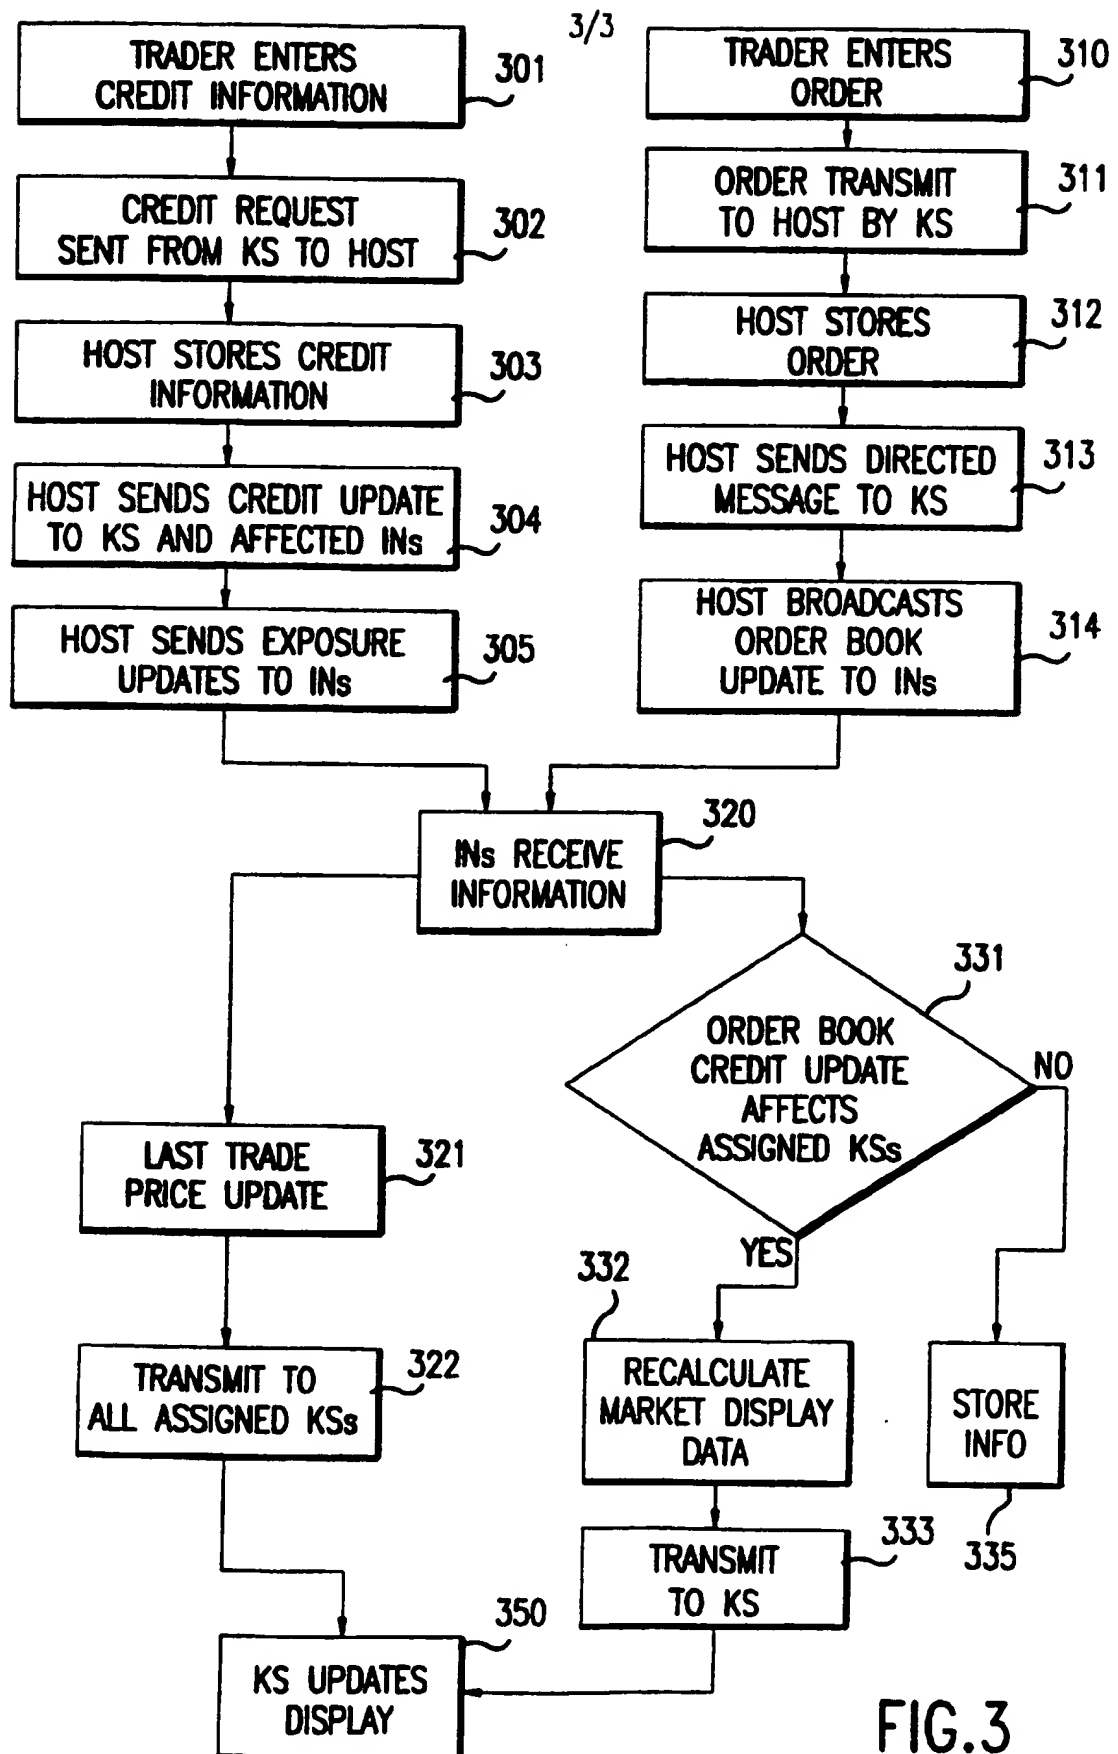 3/3
TRADER ENTERS
CREDIT INFORMATION
301
CREDIT REQUEST
SENT FROM KS TO HOST
302
HOST STORES CREDIT
INFORMATION
303
HOST SENDS CREDIT UPDATE
TO KS AND AFFECTED INs
304
HOST SENDS EXPOSURE
UPDATES TO INs
305
TRADER ENTERS
ORDER
310
ORDER TRANSMIT
TO HOST BY KS
311
HOST STORES
ORDER
312
HOST SENDS DIRECTED
MESSAGE TO KS
313
HOST BROADCASTS
ORDER BOOK
UPDATE TO INs
314
INs RECEIVE
INFORMATION
320
LAST TRADE
PRICE UPDATE
321
TRANSMIT TO
ALL ASSIGNED KSs
322
ORDER BOOK
CREDIT UPDATE
AFFECTS
ASSIGNED KSs
331
NO
YES
332
RECALCULATE
MARKET DISPLAY
DATA
STORE
INFO
335
TRANSMIT
TO KS
333
KS UPDATES
DISPLAY
350
FIG.3